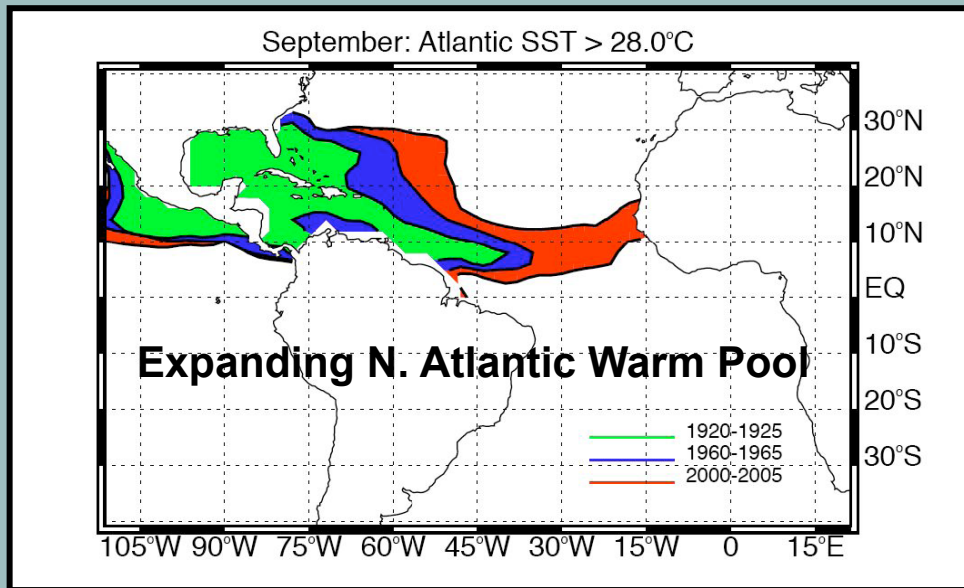 September: Atlantic SST > 28.0°C
30°N
20°N
10°N
EQ
Expanding N. Atlantic Warm Pool
10°S
20°S
1920-1925
1960-1965
30°S
2000-2005
105°W 90°W 75°W 60°W 45°W 30°W 15°W 0 15°E